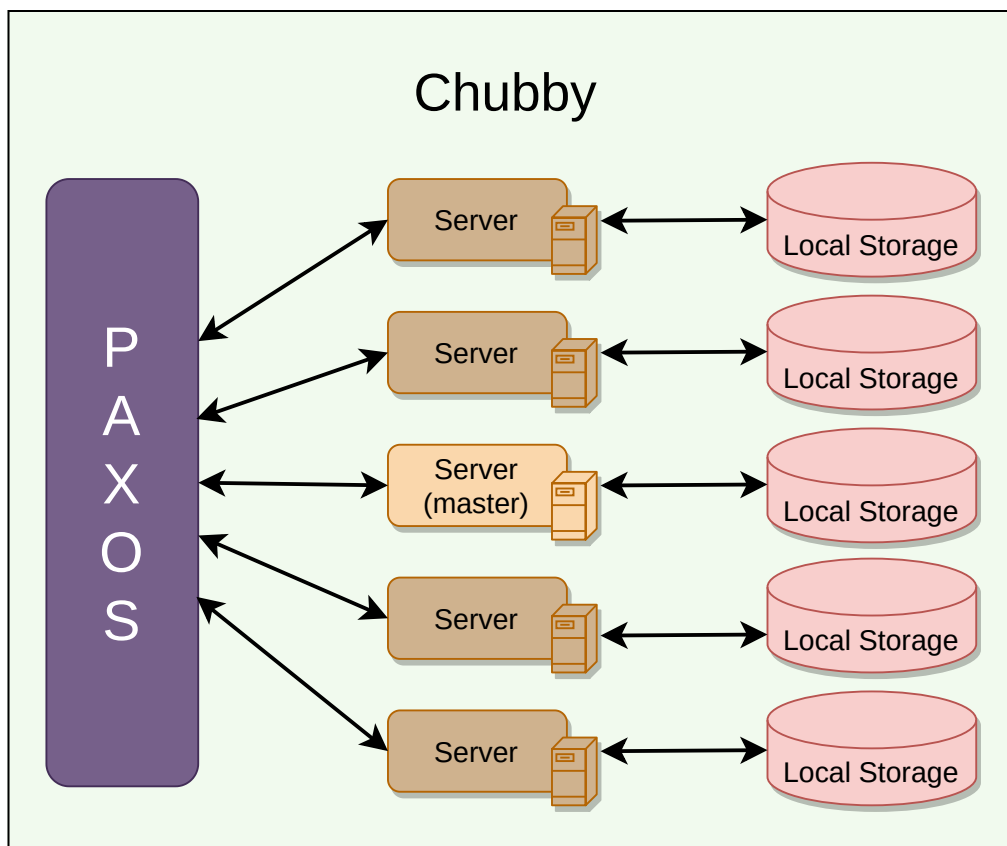 Chubby
P
A
X
O
S
Server
Local Storage
Server
Local Storage
Server
(master)
Local Storage
Server
Local Storage
Server
Local Storage